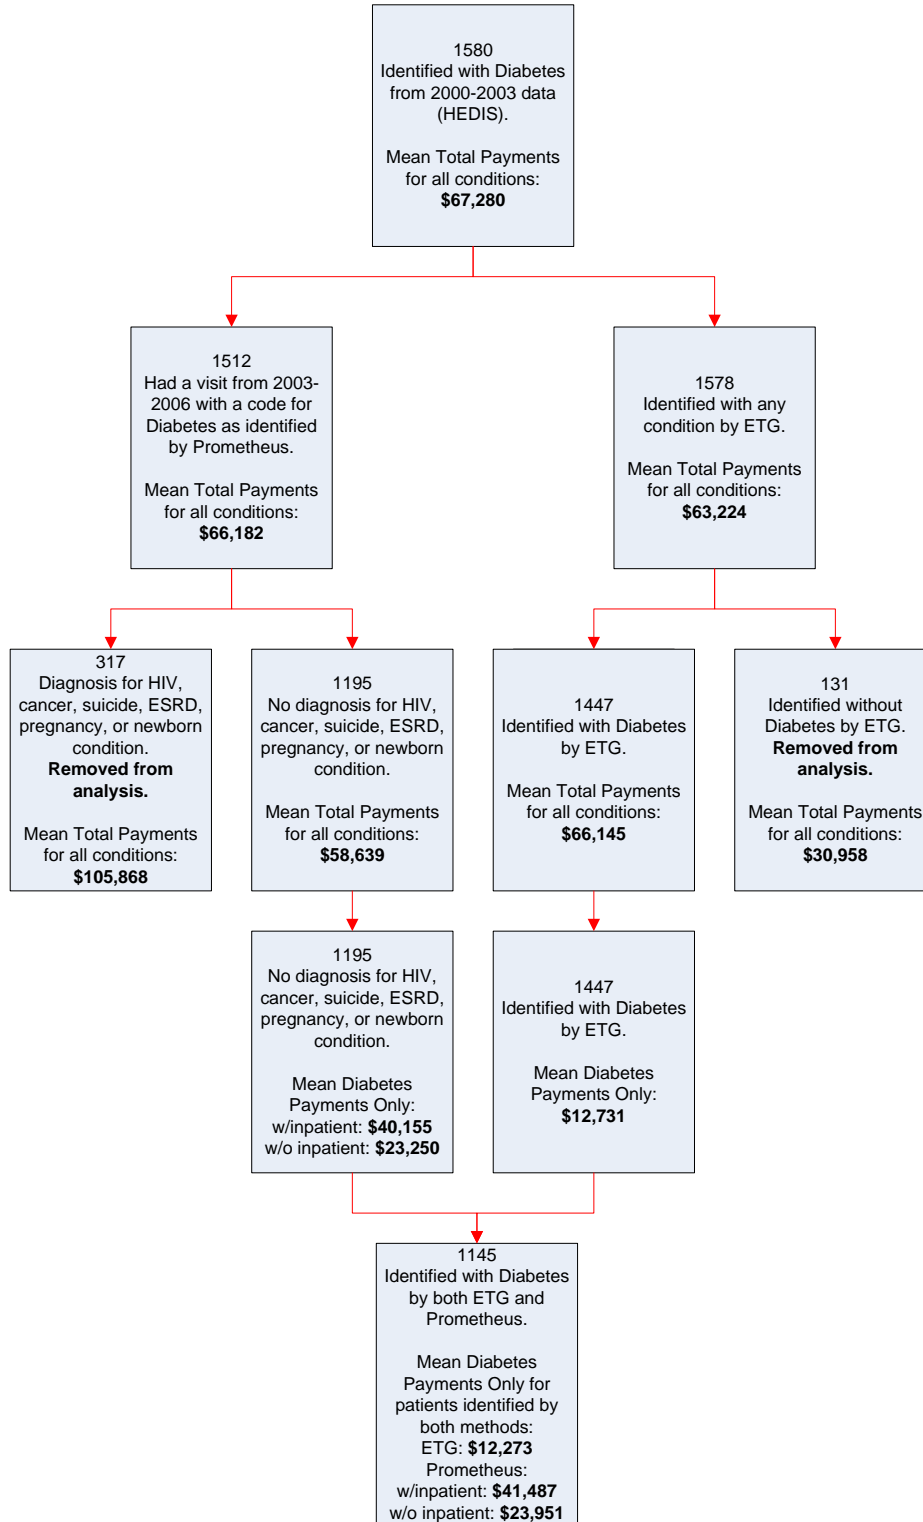 1580
Identified with Diabetes
from 2000-2003 data
(HEDIS).
Mean Total Payments
for all conditions:
$67,280
1512
Had a visit from 2003-
2006 with a code for
Diabetes as identified
by Prometheus.
Mean Total Payments
for all conditions:
$66,182
1578
Identified with any
condition by ETG.
Mean Total Payments
for all conditions:
$63,224
317
Diagnosis for HIV,
cancer, suicide, ESRD,
pregnancy, or newborn
condition.
Removed from
analysis.
Mean Total Payments
for all conditions:
$105,868
1195
No diagnosis for HIV,
cancer, suicide, ESRD,
pregnancy, or newborn
condition.
Mean Total Payments
for all conditions:
$58,639
1447
Identified with Diabetes
by ETG.
Mean Total Payments
for all conditions:
$66,145
131
Identified without
Diabetes by ETG.
Removed from
analysis.
Mean Total Payments
for all conditions:
$30,958
1195
No diagnosis for HIV,
cancer, suicide, ESRD,
pregnancy, or newborn
condition.
Mean Diabetes
Payments Only:
w/inpatient: $40,155
w/o inpatient: $23,250
1447
Identified with Diabetes
by ETG.
Mean Diabetes
Payments Only:
$12,731
1145
Identified with Diabetes
by both ETG and
Prometheus.
Mean Diabetes
Payments Only for
patients identified by
both methods:
ETG: $12,273
Prometheus:
w/inpatient: $41,487
w/o inpatient: $23,951